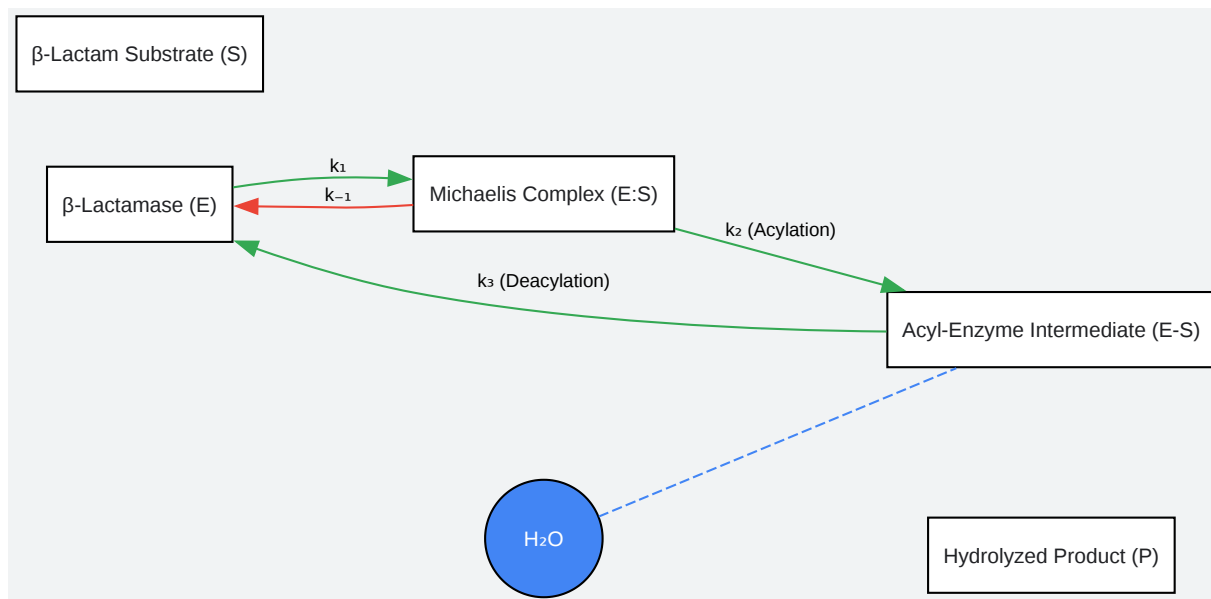 β-Lactam Substrate (S)
k₁
k₋₁
β-Lactamase (E)
Michaelis Complex (E:S)
k₂ (Acylation)
k₃ (Deacylation)
Acyl-Enzyme Intermediate (E-S)
H₂O
Hydrolyzed Product (P)